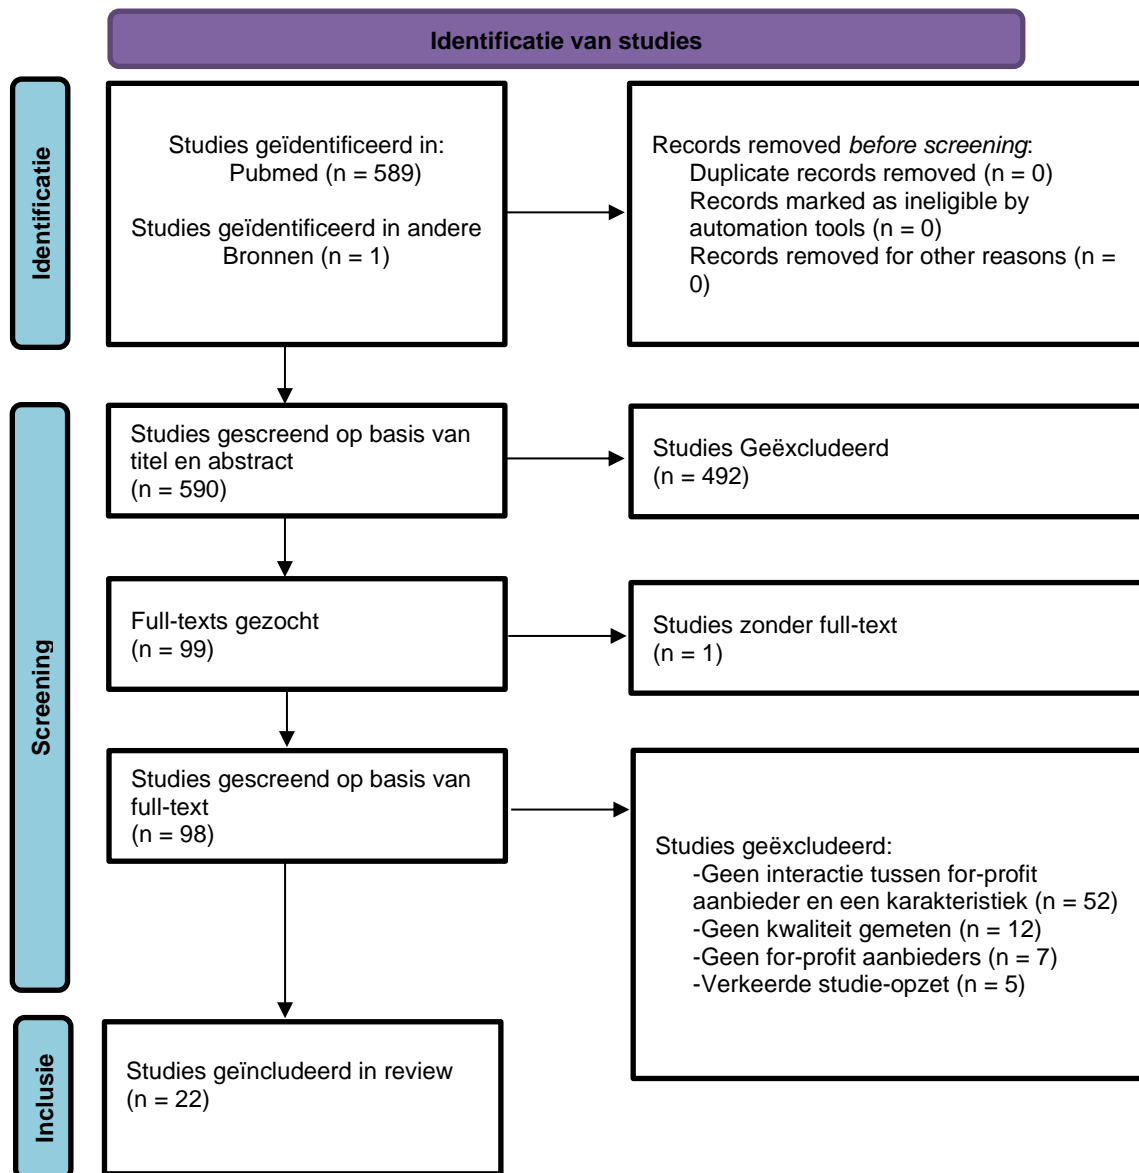 Identificatie van studies
Identificatie
Studies geïdentificeerd in:
Pubmed (n = 589)
Studies geïdentificeerd in andere
Bronnen (n = 1)
Records removed before screening:
Duplicate records removed (n = 0)
Records marked as ineligible by
automation tools (n = 0)
Records removed for other reasons (n =
0)
Screening
Studies gescreend op basis van
titel en abstract
(n = 590)
Studies Geëxcludeerd
(n = 492)
Full-texts gezocht
(n = 99)
Studies zonder full-text
(n = 1)
Studies gescreend op basis van
full-text
(n = 98)
Studies geëxcludeerd:
-Geen interactie tussen for-profit
aanbieder en een karakteristiek (n = 52)
-Geen kwaliteit gemeten (n = 12)
-Geen for-profit aanbieders (n = 7)
-Verkeerde studie-opzet (n = 5)
Inclusie
Studies geïncludeerd in review
(n = 22)